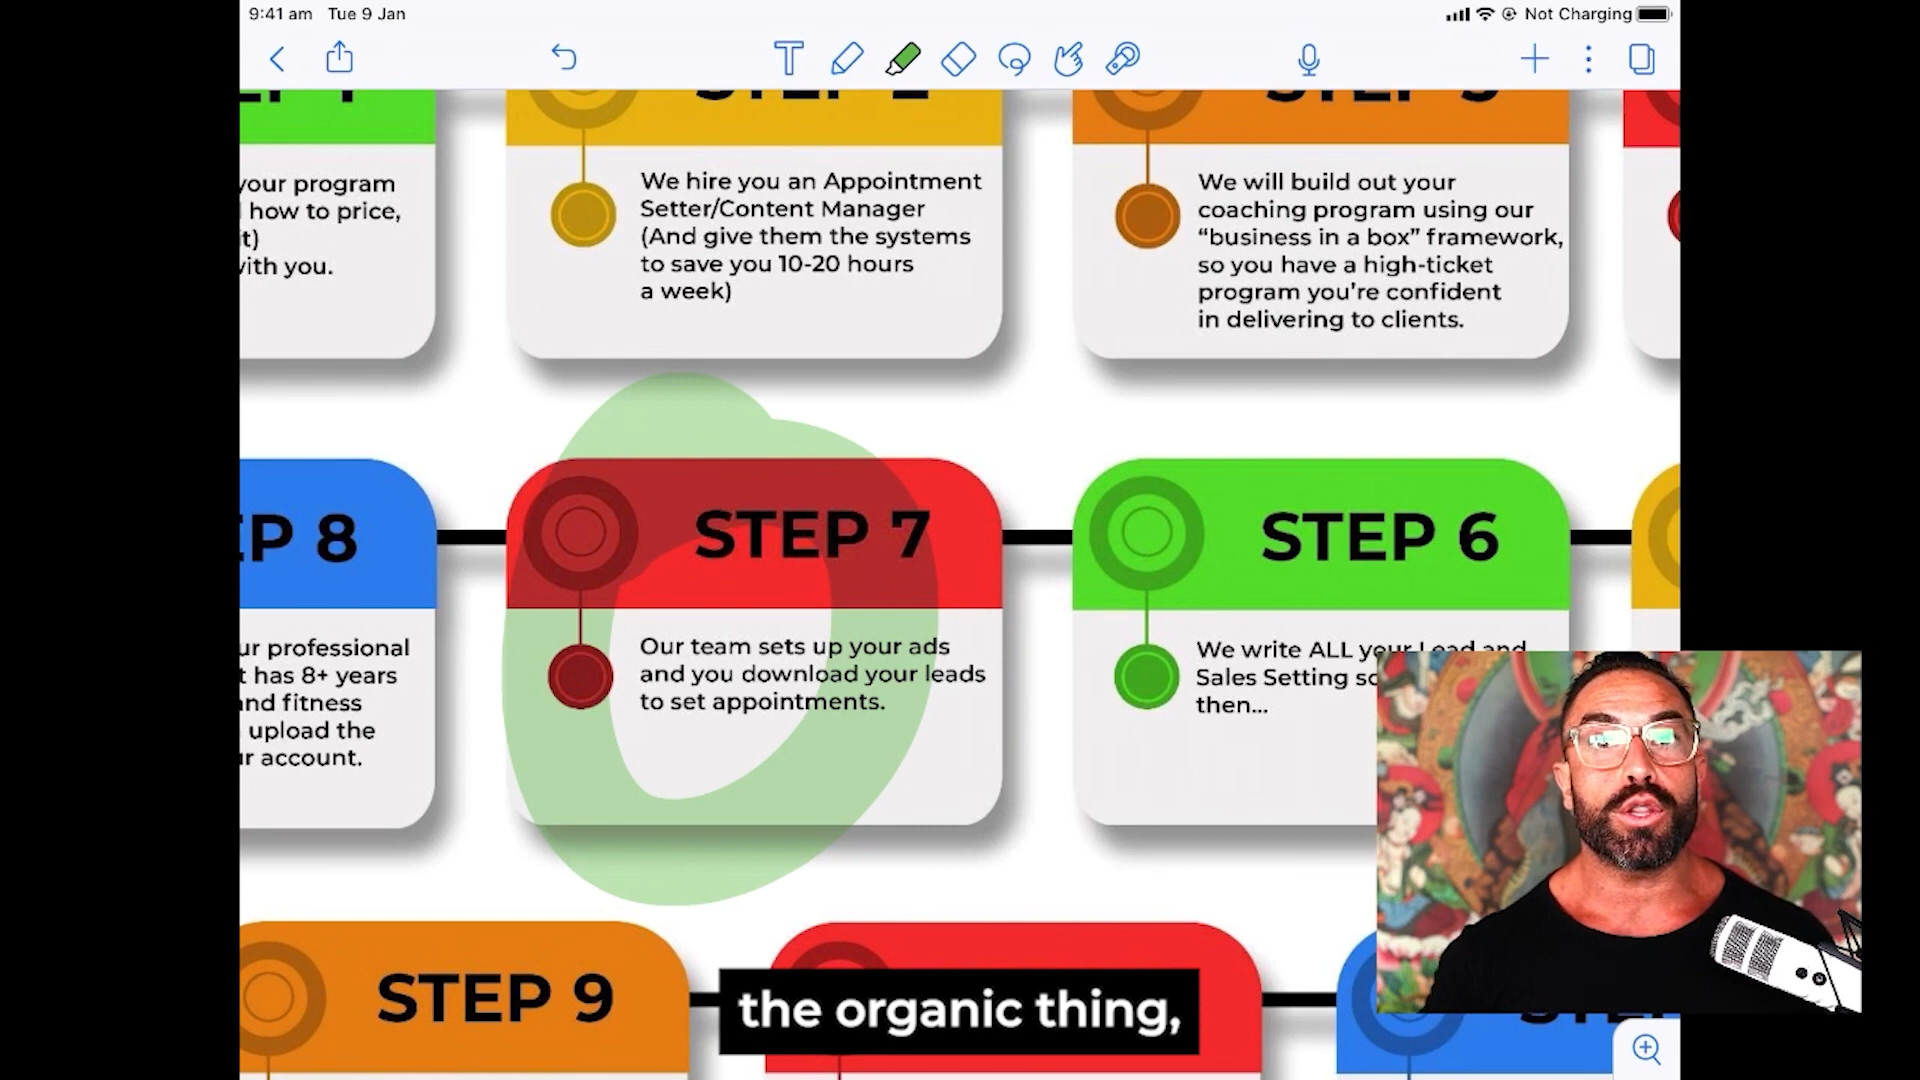 9:41 am Tue 9 Jan
Not Charging
your program
how to price,
it)
with you.
We hire you an Appointment
Setter/Content Manager
(And give them the systems
to save you 10-20 hours
a week)
We will build out your
coaching program using our
“business in a box” framework,
so you have a high-ticket
program you’re confident
in delivering to clients.
EP 8
ur professional
t has 8+ years
and fitness
upload the
ur account.
STEP 7
Our team sets up your ads
and you download your leads
to set appointments.
STEP 6
We write ALL your Lead and
Sales Setting
then...
STEP 9
the organic thing,